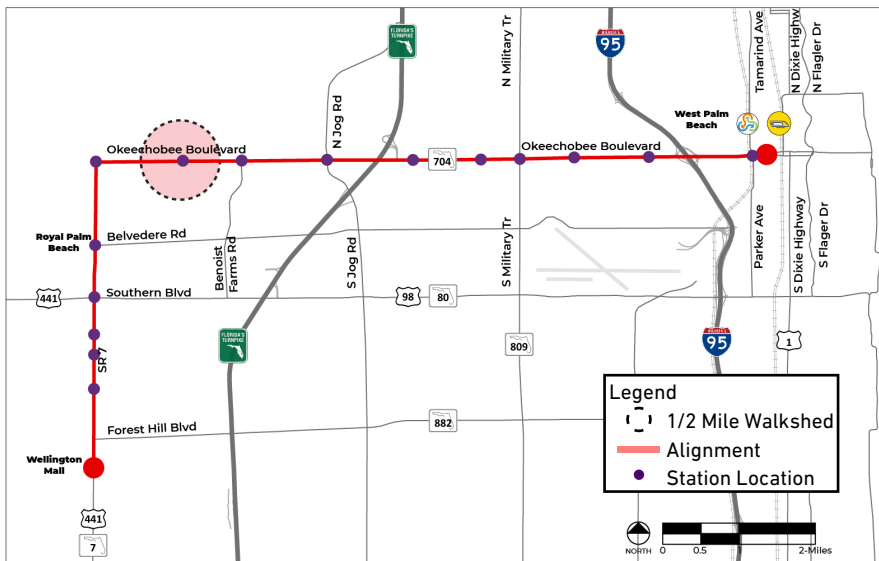 FLORIDA'S
TURNPIKE
N Military Tr
95
Tamarind Ave
N Dixie Highway
N Flagler Dr
N Jog Rd
West Palm
Beach
Okeechobee Boulevard
704
Okeechobee Boulevard
Royal Palm
Beach
Belvedere Rd
Benoist
Farms Rd
S Jog Rd
S Military Tr
Parker Ave
S Dixie Highway
S Flager Dr
441
Southern Blvd
98
80
SR 7
FLORIDA'S
TURNPIKE
809
95
1
Forest Hill Blvd
882
Wellington
Mall
441
7
Legend
1/2 Mile Walkshed
Alignment
Station Location
NORTH
0
0.5
1
2-Miles